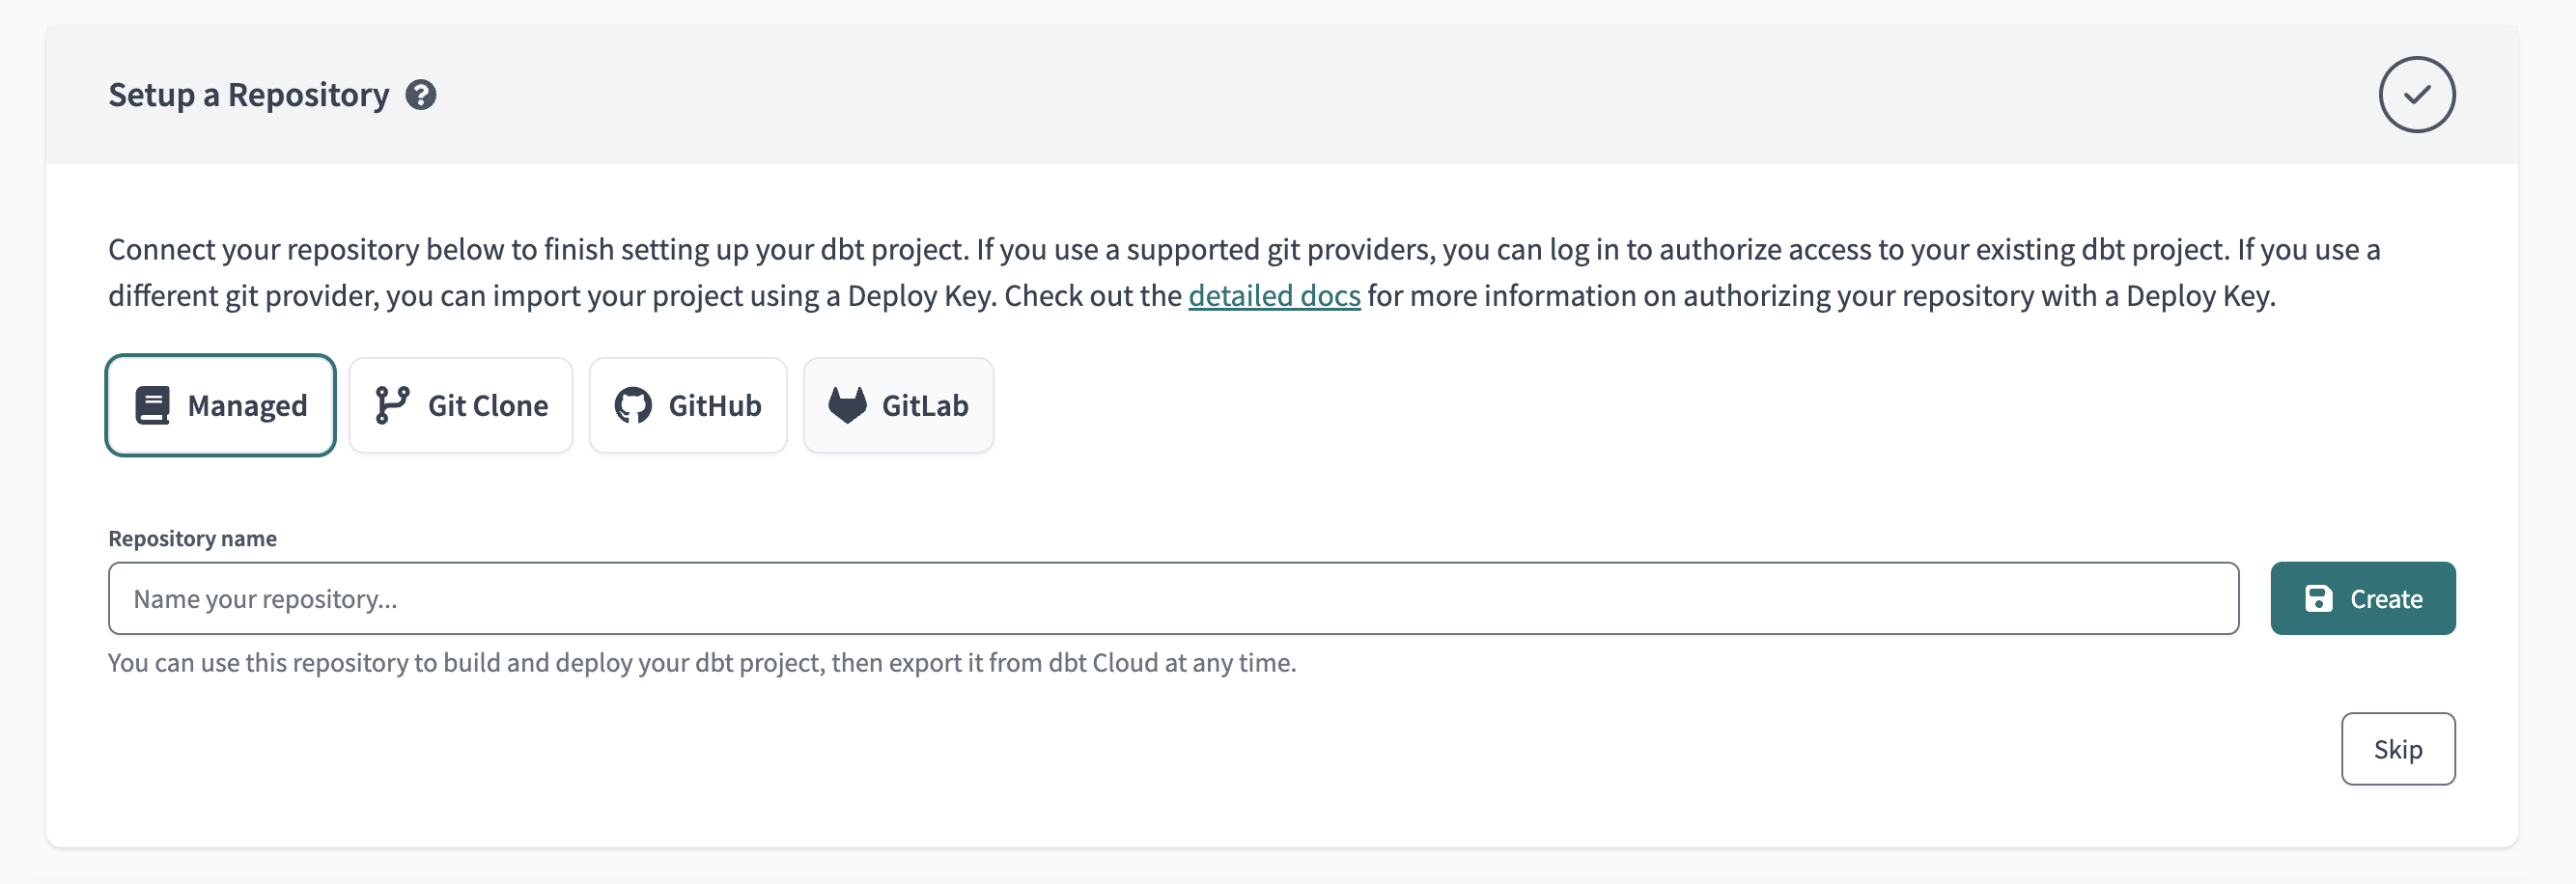 Setup a Repository
Connect your repository below to finish setting up your dbt project. If you use a supported git providers, you can log in to authorize access to your existing dbt project. If you use a
different git provider, you can import your project using a Deploy Key. Check out the detailed docs for more information on authorizing your repository with a Deploy Key.
Managed
Git Clone
GitHub
GitLab
Repository name
Name your repository...
Create
You can use this repository to build and deploy your dbt project, then export it from dbt Cloud at any time.
Skip